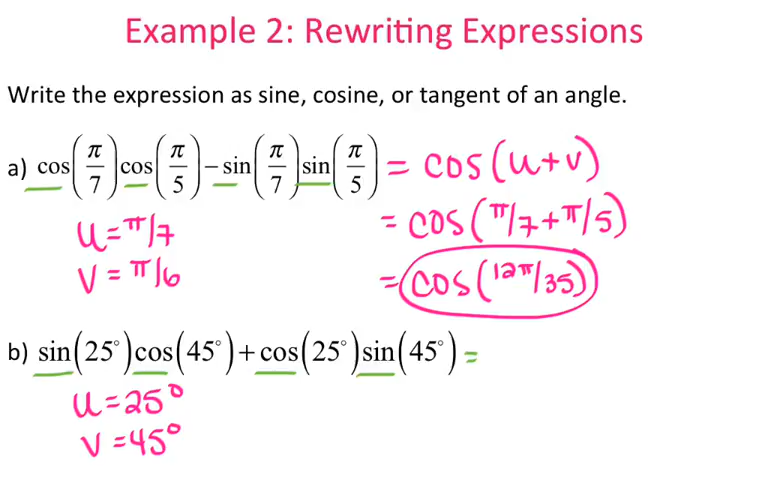 Example 2: Rewriting Expressions
Write the expression as sine, cosine, or tangent of an angle.
a) cos(π/7)cos(π/5)−sin(π/7)sin(π/5) = cos(u+v)
u=π/7 = cos(π/7+π/5)
v=π/6 = cos(12π/35)
b) sin(25°)cos(45°)+cos(25°)sin(45°) =
u=25°
v=45°